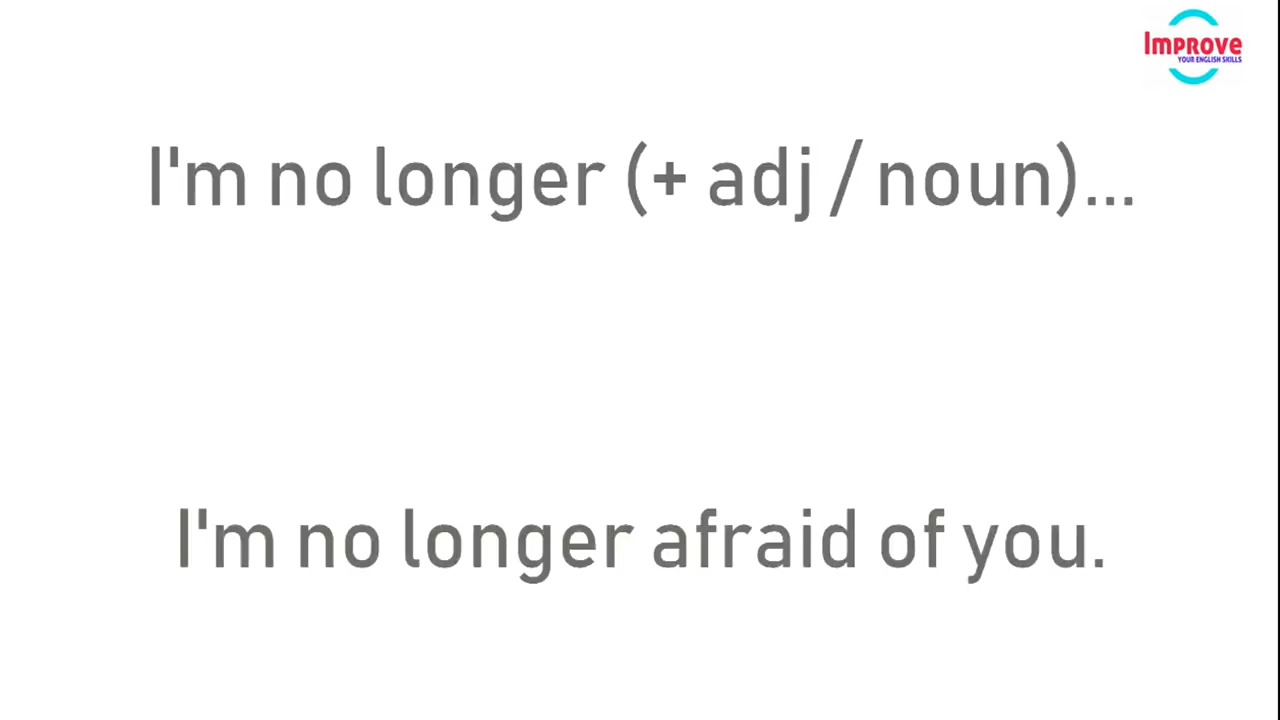 Improve
YOUR ENGLISH SKILLS
I'm no longer (+ adj / noun)...
I'm no longer afraid of you.